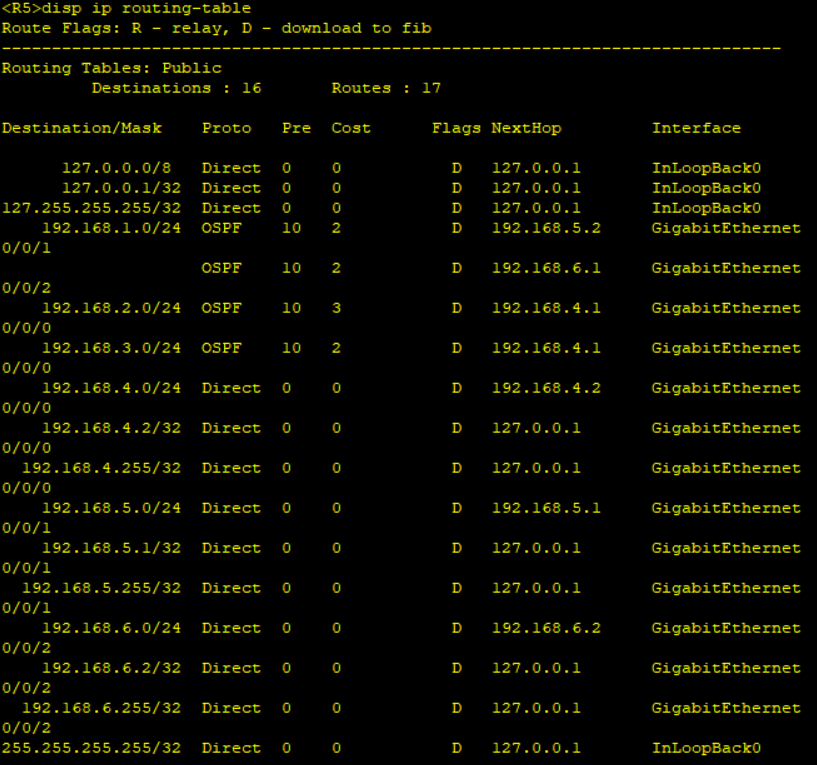 <R5>disp ip routing-table
Route Flags: R - relay, D - download to fib
------------------------------------------------------------------------------
Routing Tables: Public
         Destinations : 16       Routes : 17

Destination/Mask    Proto   Pre  Cost      Flags NextHop         Interface

      127.0.0.0/8   Direct  0    0           D   127.0.0.1       InLoopBack0
      127.0.0.1/32  Direct  0    0           D   127.0.0.1       InLoopBack0
127.255.255.255/32  Direct  0    0           D   127.0.0.1       InLoopBack0
    192.168.1.0/24  OSPF    10   2           D   192.168.5.2     GigabitEthernet
0/0/1
                    OSPF    10   2           D   192.168.6.1     GigabitEthernet
0/0/2
    192.168.2.0/24  OSPF    10   3           D   192.168.4.1     GigabitEthernet
0/0/0
    192.168.3.0/24  OSPF    10   2           D   192.168.4.1     GigabitEthernet
0/0/0
    192.168.4.0/24  Direct  0    0           D   192.168.4.2     GigabitEthernet
0/0/0
    192.168.4.2/32  Direct  0    0           D   127.0.0.1       GigabitEthernet
0/0/0
  192.168.4.255/32  Direct  0    0           D   127.0.0.1       GigabitEthernet
0/0/0
    192.168.5.0/24  Direct  0    0           D   192.168.5.1     GigabitEthernet
0/0/1
    192.168.5.1/32  Direct  0    0           D   127.0.0.1       GigabitEthernet
0/0/1
  192.168.5.255/32  Direct  0    0           D   127.0.0.1       GigabitEthernet
0/0/1
    192.168.6.0/24  Direct  0    0           D   192.168.6.2     GigabitEthernet
0/0/2
    192.168.6.2/32  Direct  0    0           D   127.0.0.1       GigabitEthernet
0/0/2
  192.168.6.255/32  Direct  0    0           D   127.0.0.1       GigabitEthernet
0/0/2
255.255.255.255/32  Direct  0    0           D   127.0.0.1       InLoopBack0